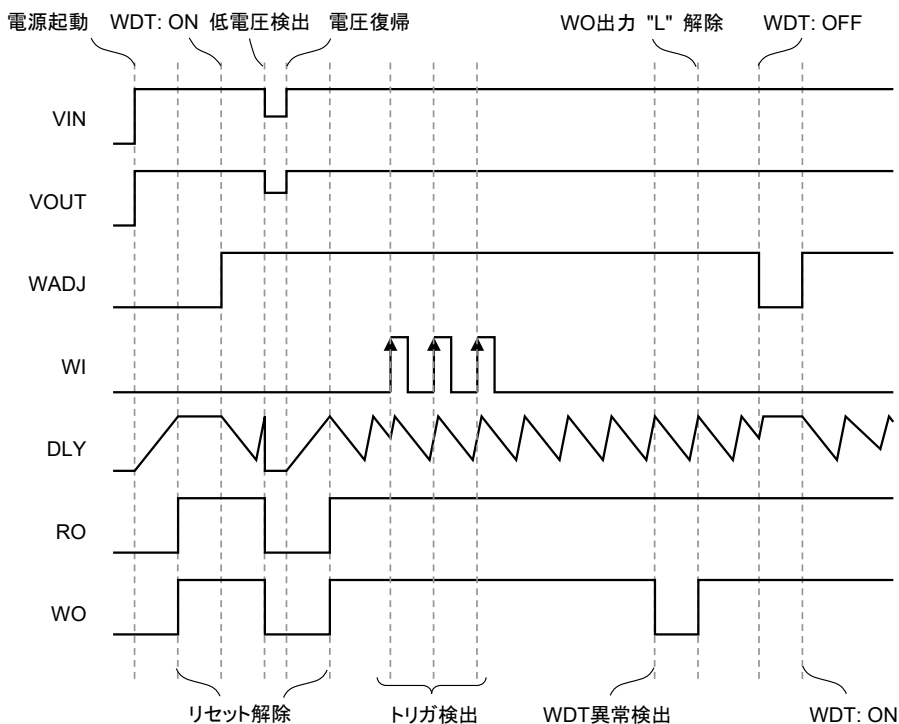 電源起動 WDT: ON 低電圧検出 電圧復帰 WO出力 "L" 解除 WDT: OFF
VIN
VOUT
WADJ
WI
DLY
RO
WO
リセット解除 トリガ検出 WDT異常検出 WDT: ON